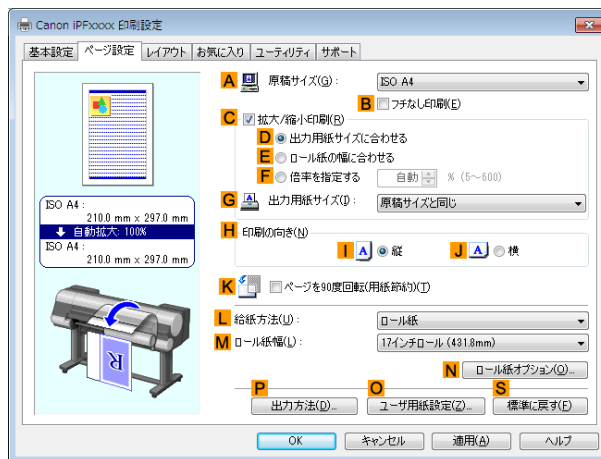 Canon iPFxxxx 印刷設定
基本設定 ページ設定 レイアウト お気に入り ユーティリティ サポート
A 原稿サイズ(G): ISO A4
B フチなし印刷(E)
C 拡大/縮小印刷(R)
D 出力用紙サイズに合わせる
E ロール紙の幅に合わせる
F 倍率を指定する 自動 % (5～600)
G 出力用紙サイズ(I): 原稿サイズと同じ
H 印刷の向き(N)
I A 縦 J A 横
K ページを90度回転(用紙節約)(T)
L 給紙方法(U): ロール紙
M ロール紙幅(L): 17インチロール (431.8mm)
N ロール紙オプション(O)...
P O S
出力方法(D)... ユーザ用紙設定(Z)... 標準に戻す(F)
ISO A4 :
210.0 mm x 297.0 mm
自動拡大: 100%
ISO A4 :
210.0 mm x 297.0 mm
R
OK キャンセル 適用(A) ヘルプ